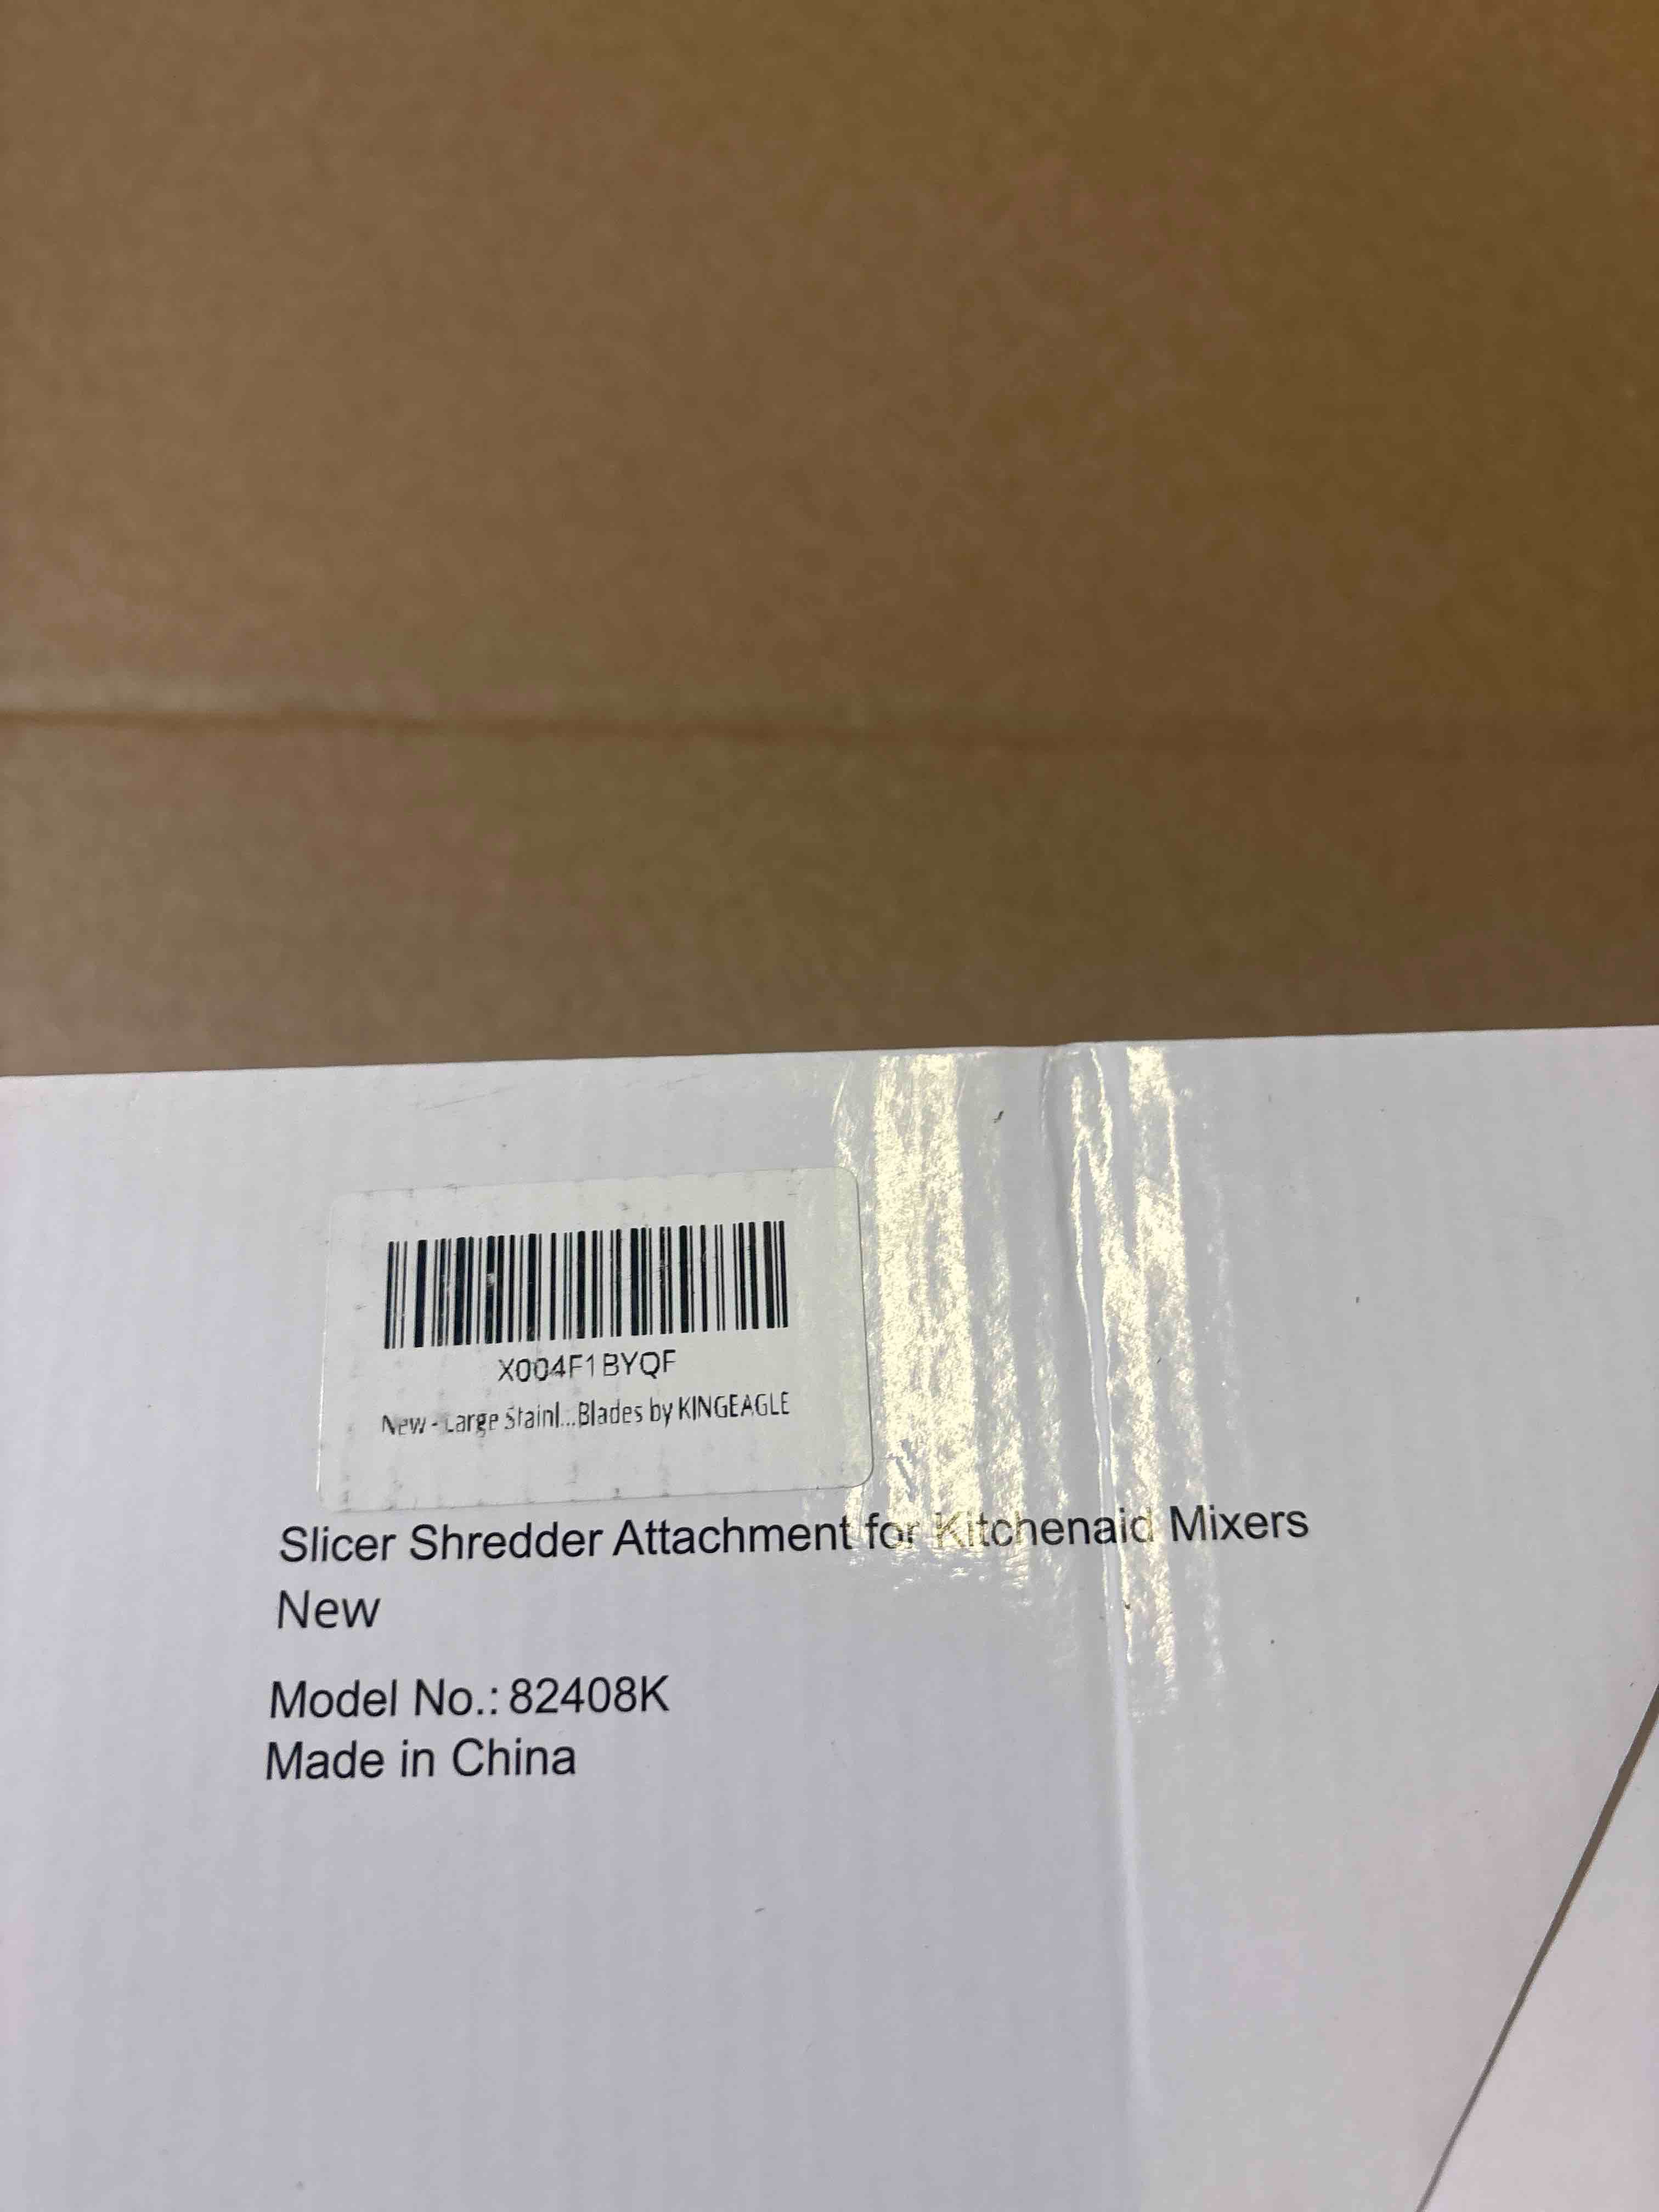 X004F1BYQF
New - Large Stainl...Blades by KINGEAGLE
Slicer Shredder Attachment for Kitchenaid Mixers
New
Model No.: 82408K
Made in China